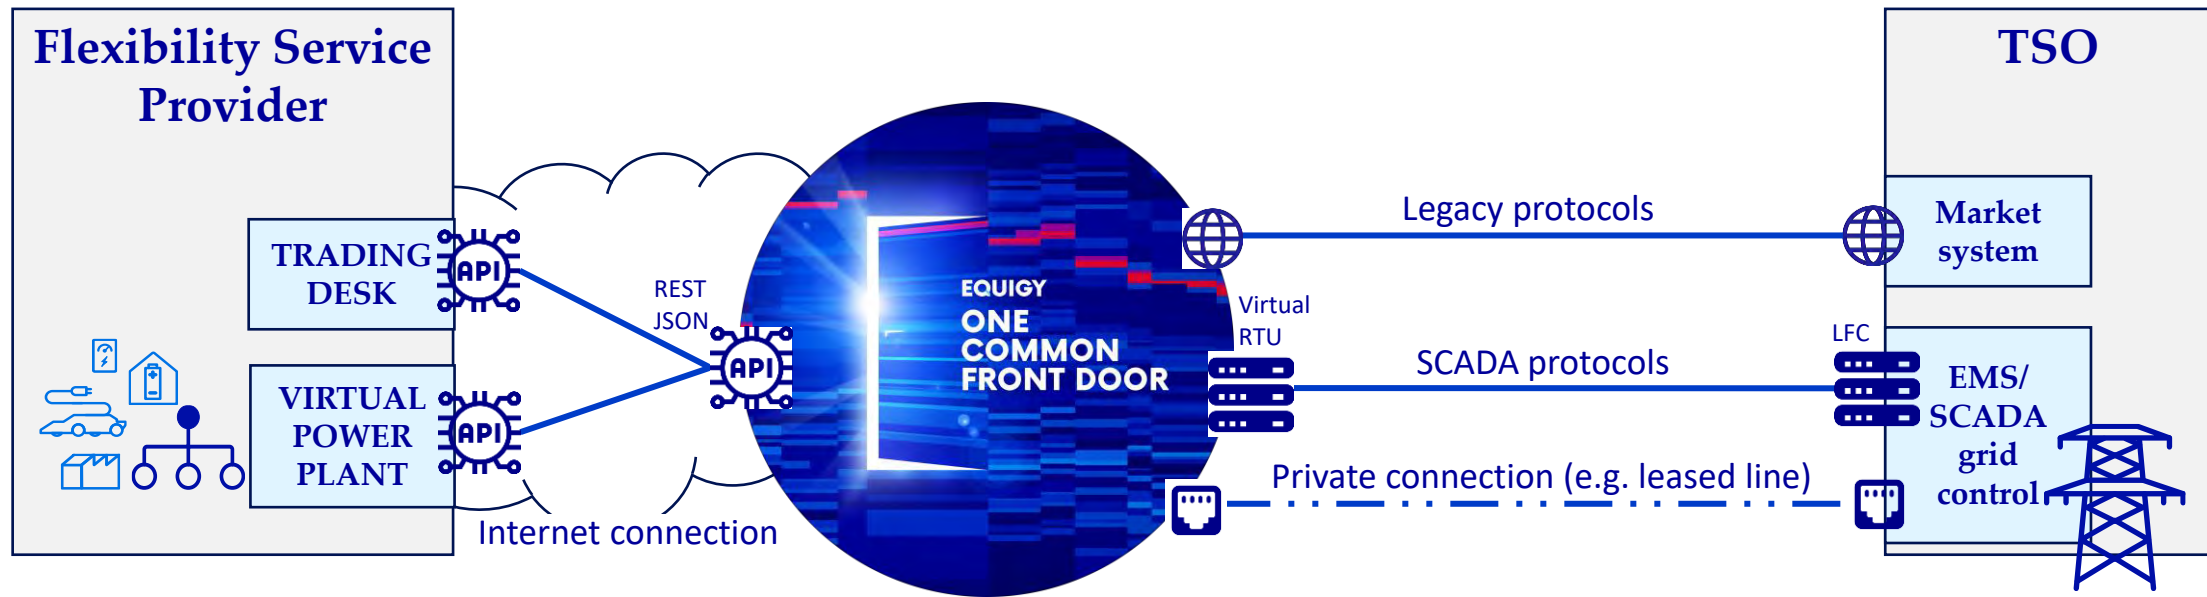 Flexibility Service
Provider
TRADING
DESK
API
VIRTUAL
POWER
PLANT
API
REST
JSON
API
Internet connection
EQUIGY
ONE
COMMON
FRONT DOOR
Virtual
RTU
Legacy protocols
SCADA protocols
Private connection (e.g. leased line)
TSO
Market
system
LFC
EMS/
SCADA
grid
control